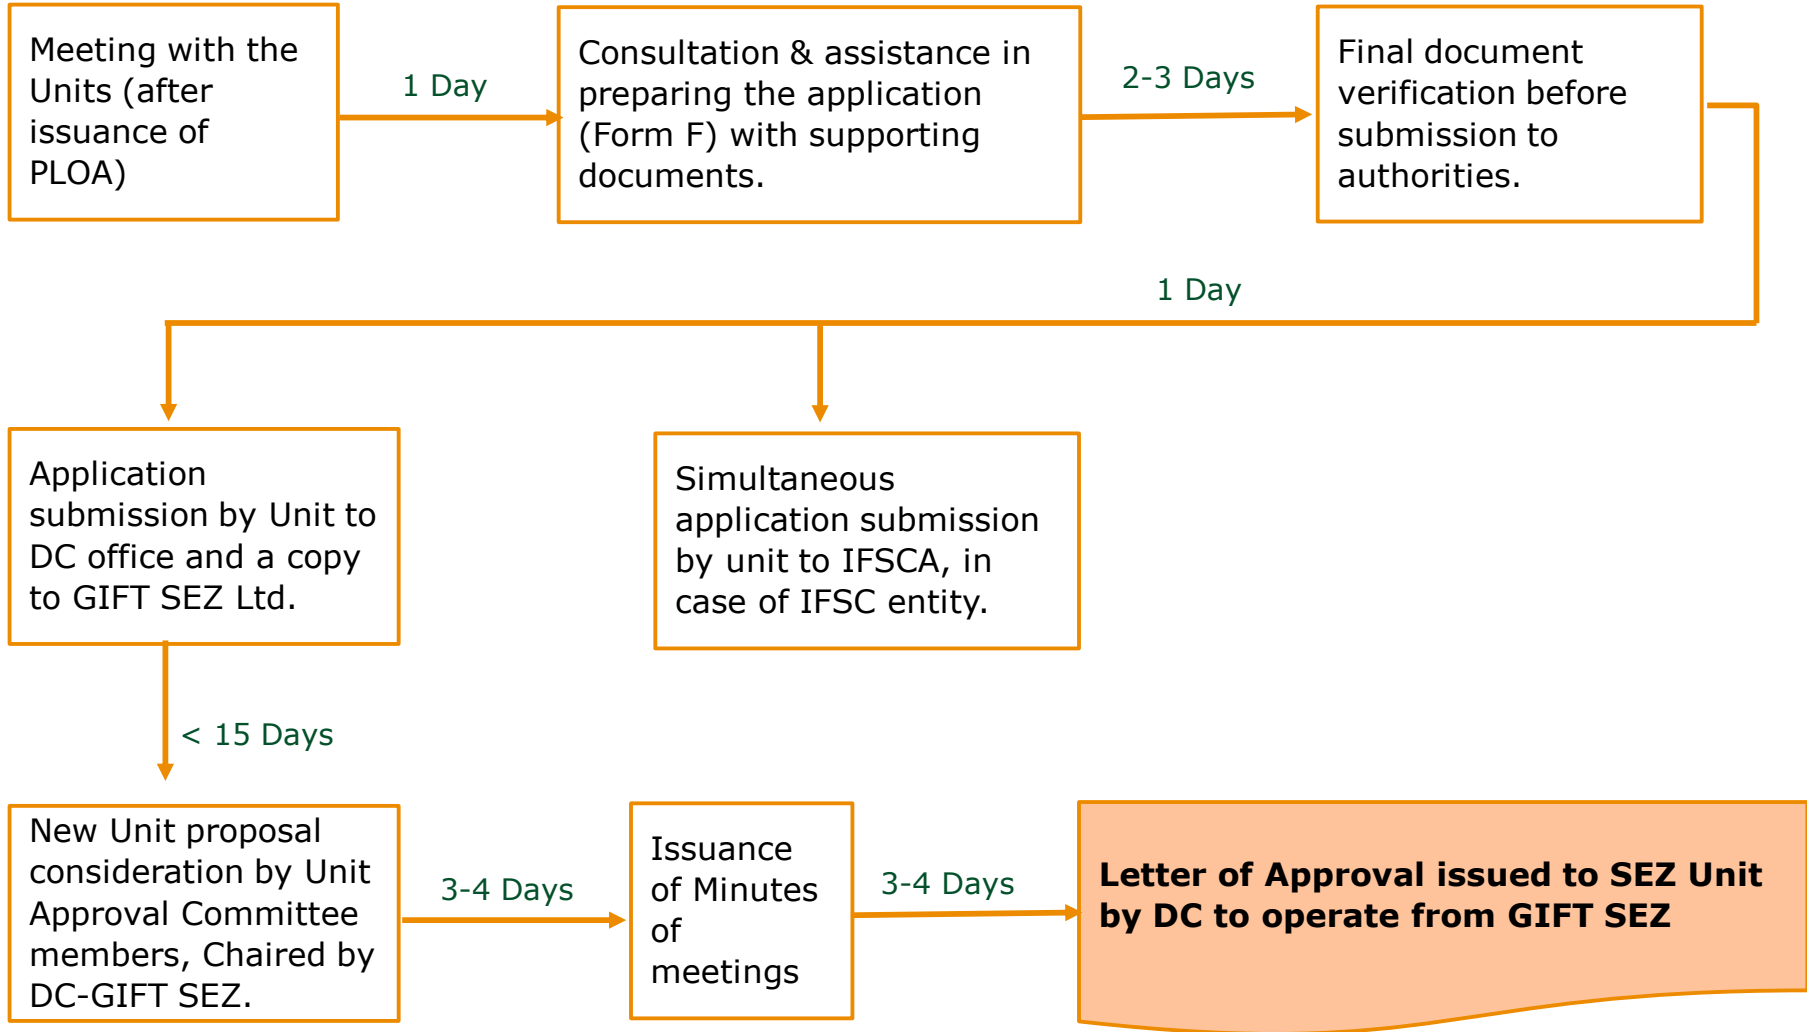 Meeting with the
Units (after
issuance of
PLOA)
1 Day
Consultation & assistance in
preparing the application
(Form F) with supporting
documents.
2-3 Days
Final document
verification before
submission to
authorities.
1 Day
Application
submission by Unit to
DC office and a copy
to GIFT SEZ Ltd.
Simultaneous
application submission
by unit to IFSCA, in
case of IFSC entity.
< 15 Days
New Unit proposal
consideration by Unit
Approval Committee
members, Chaired by
DC-GIFT SEZ.
3-4 Days
Issuance
of Minutes
of
meetings
3-4 Days
Letter of Approval issued to SEZ Unit
by DC to operate from GIFT SEZ